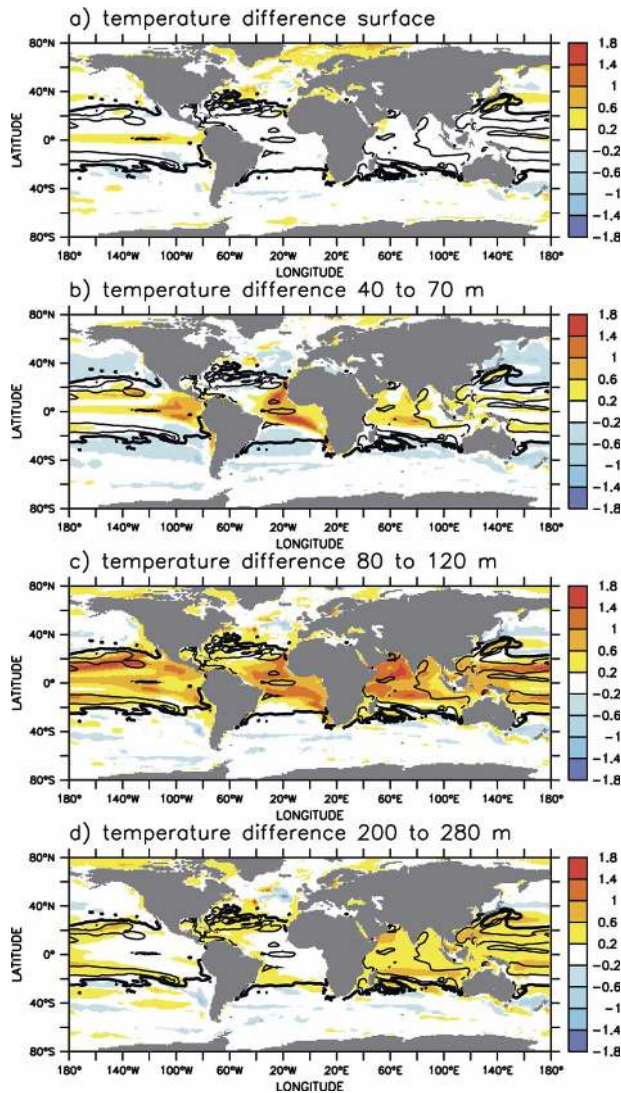 a) temperature difference surface
80°N
40°N
0°
40°S
80°S
LATITUDE
180° 140°W 100°W 60°W 20°W 20°E 60°E 100°E 140°E 180°
LONGITUDE
1.8
1.4
1
0.6
0.2
-0.2
-0.6
-1
-1.4
-1.8
b) temperature difference 40 to 70 m
80°N
40°N
0°
40°S
80°S
LATITUDE
180° 140°W 100°W 60°W 20°W 20°E 60°E 100°E 140°E 180°
LONGITUDE
1.8
1.4
1
0.6
0.2
-0.2
-0.6
-1
-1.4
-1.8
c) temperature difference 80 to 120 m
80°N
40°N
0°
40°S
80°S
LATITUDE
180° 140°W 100°W 60°W 20°W 20°E 60°E 100°E 140°E 180°
LONGITUDE
1.8
1.4
1
0.6
0.2
-0.2
-0.6
-1
-1.4
-1.8
d) temperature difference 200 to 280 m
80°N
40°N
0°
40°S
80°S
LATITUDE
180° 140°W 100°W 60°W 20°W 20°E 60°E 100°E 140°E 180°
LONGITUDE
1.8
1.4
1
0.6
0.2
-0.2
-0.6
-1
-1.4
-1.8